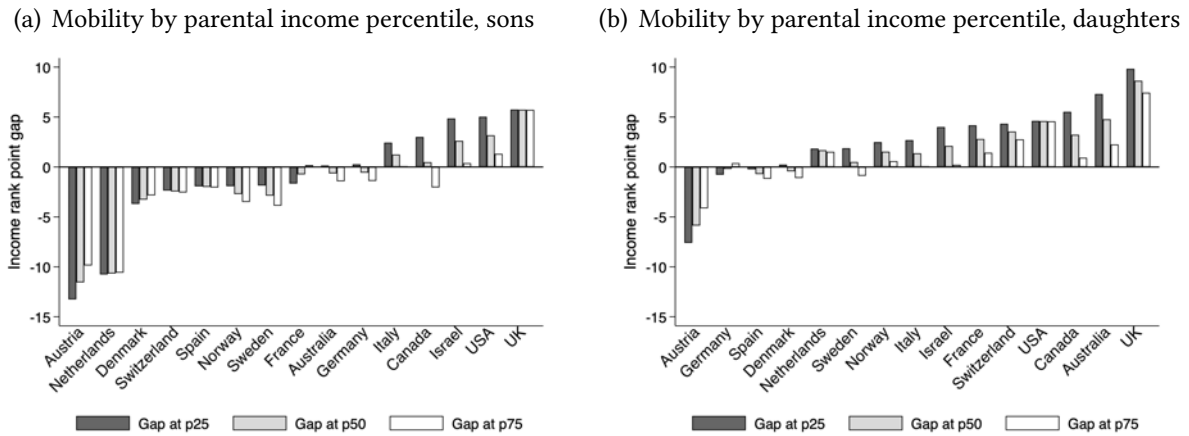 (a) Mobility by parental income percentile, sons
10
5
0
-5
-10
-15
Income rank point gap
Austria
Netherlands
Denmark
Switzerland
Spain
Norway
Sweden
France
Australia
Germany
Italy
Canada
Israel
USA
UK
Gap at p25 Gap at p50 Gap at p75
(b) Mobility by parental income percentile, daughters
10
5
0
-5
-10
-15
Income rank point gap
Austria
Germany
Spain
Denmark
Netherlands
Sweden
Norway
Italy
Israel
France
Switzerland
USA
Canada
Australia
UK
Gap at p25 Gap at p50 Gap at p75